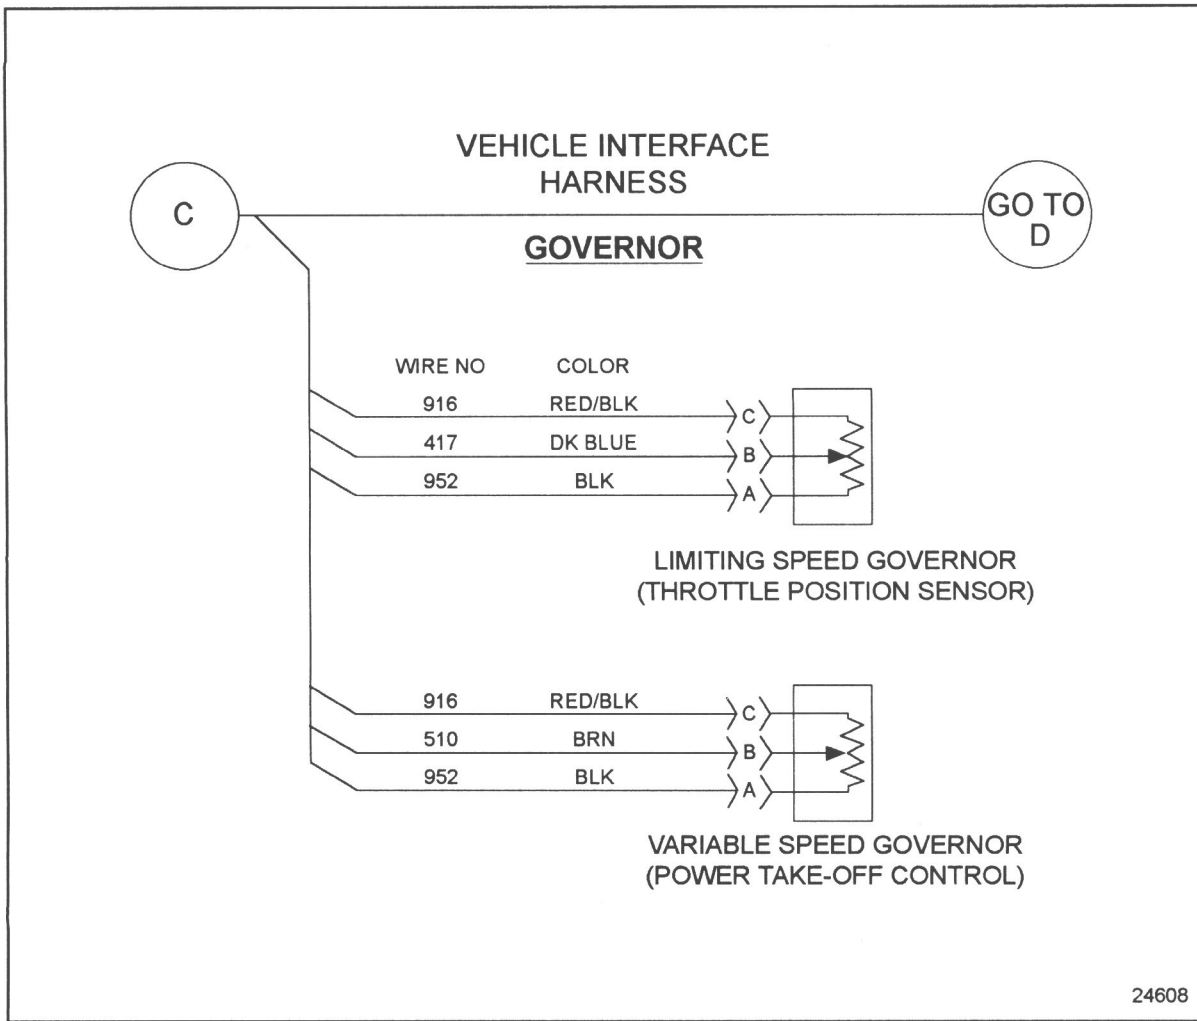 VEHICLE INTERFACE
HARNESS
C
GO TO
D
GOVERNOR
WIRE NO COLOR
916 RED/BLK C
417 DK BLUE B
952 BLK A
LIMITING SPEED GOVERNOR
(THROTTLE POSITION SENSOR)
916 RED/BLK C
510 BRN B
952 BLK A
VARIABLE SPEED GOVERNOR
(POWER TAKE-OFF CONTROL)
24608